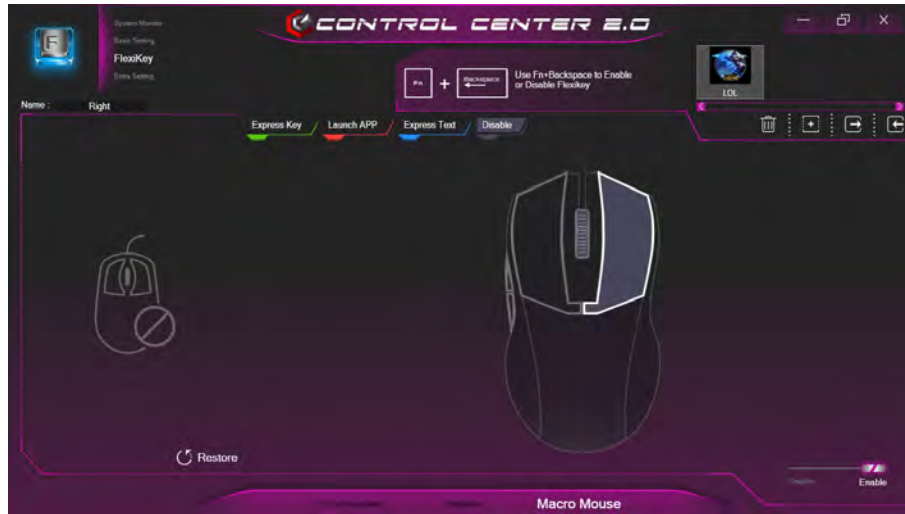 CONTROL CENTER 2.0
System Monitor
Basic Setting
FlexiKey
Extra Setting
Fn + Backspace
Use Fn+Backspace to Enable
or Disable Flexikey
LOL
Name : Right
Express Key / Launch APP / Express Text / Disable
Restore
Enable
Macro Mouse